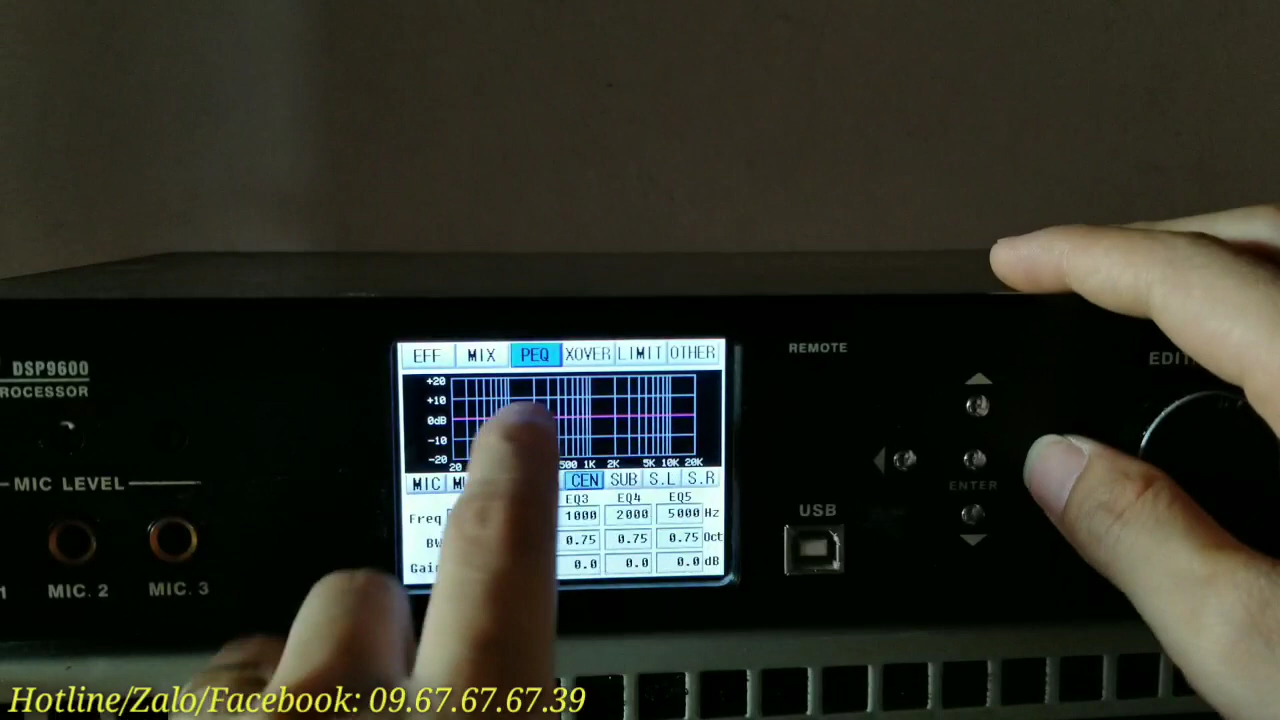 DSP9600
ROCESSOR
MIC LEVEL
1 MIC. 2 MIC. 3
EFF MIX PEQ XOVER LIMIT OTHER
+20
+10
0dB
-10
-20
20 500 1K 2K 5K 10K 20K
MIC CEN SUB S.L S.R
EQ3 EQ4 EQ5
Freq 1000 2000 5000 Hz
0.75 0.75 0.75 Oct
0.0 0.0 0.0 dB
REMOTE
USB
ENTER
Hotline/Zalo/Facebook: 09.67.67.67.39